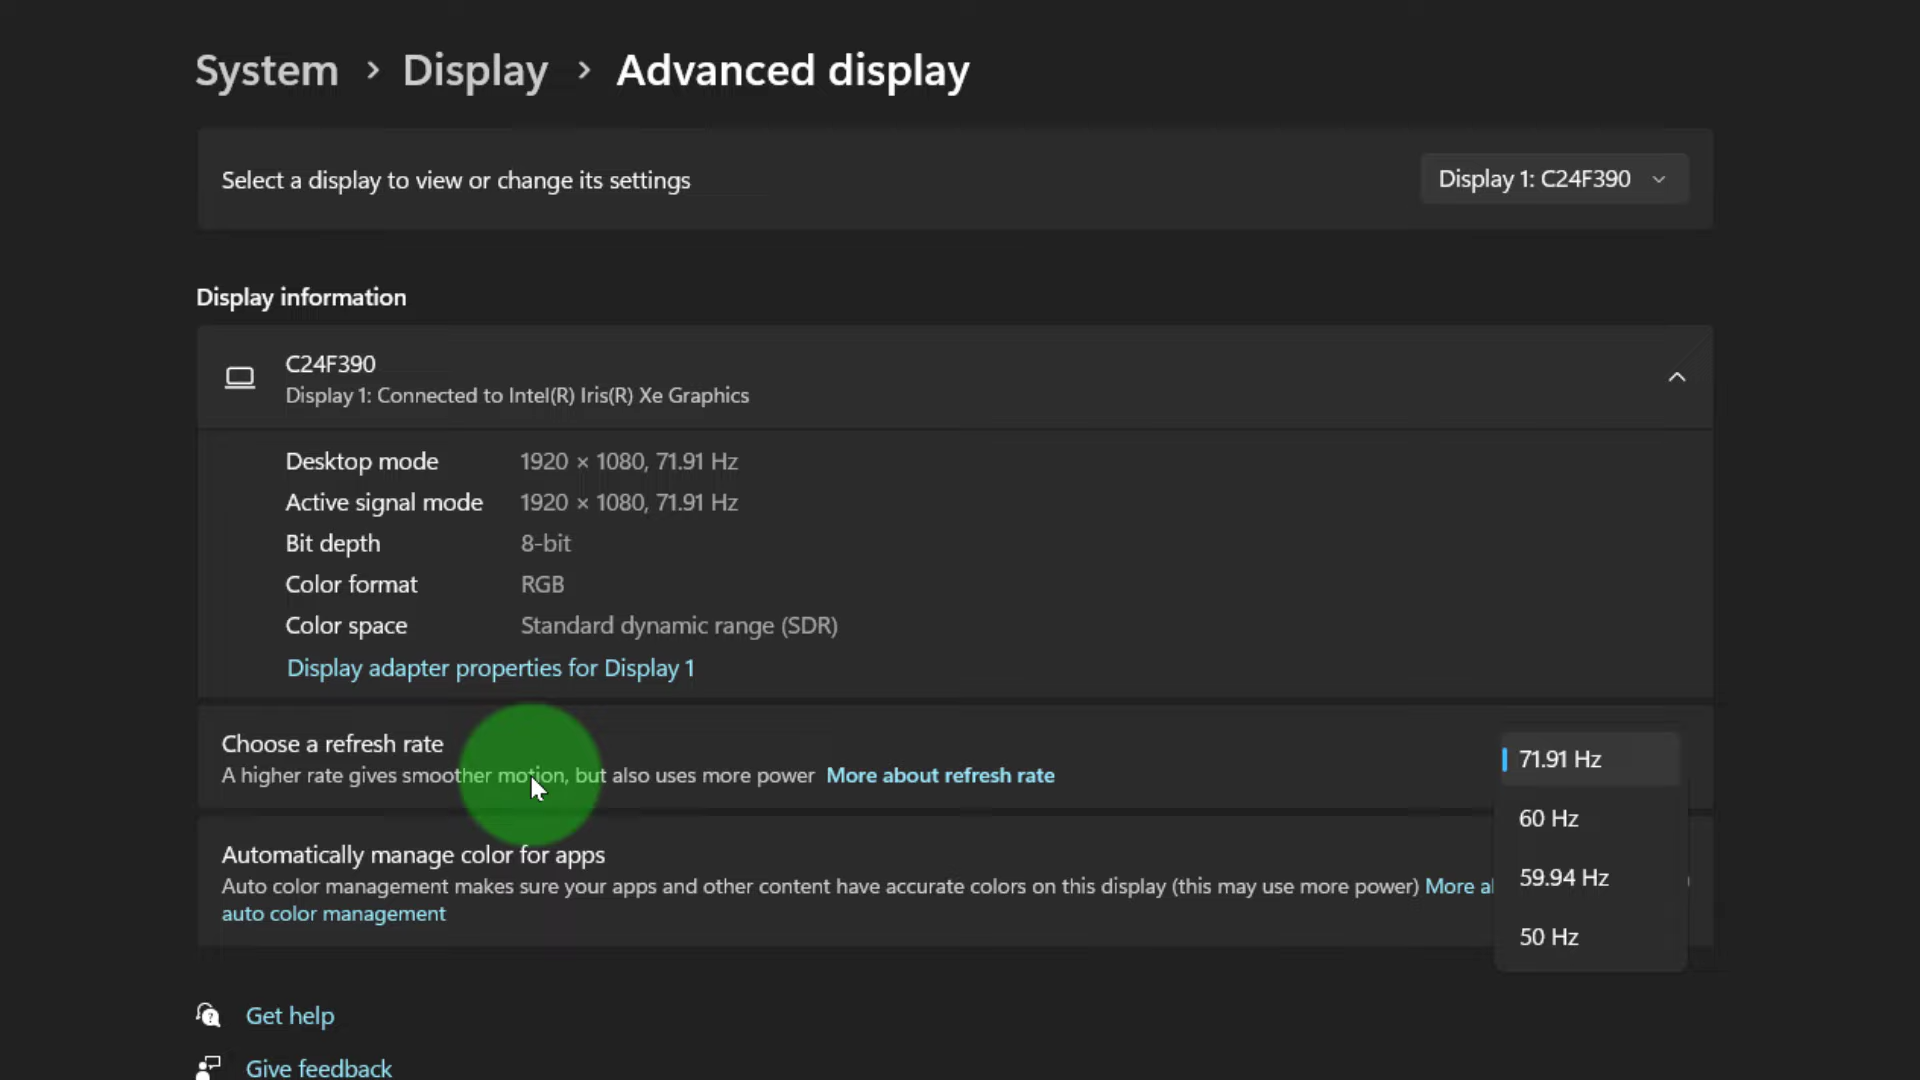 System > Display > Advanced display
Select a display to view or change its settings
Display 1: C24F390
Display information
C24F390
Display 1: Connected to Intel(R) Iris(R) Xe Graphics
Desktop mode 1920 × 1080, 71.91 Hz
Active signal mode 1920 × 1080, 71.91 Hz
Bit depth 8-bit
Color format RGB
Color space Standard dynamic range (SDR)
Display adapter properties for Display 1
Choose a refresh rate
A higher rate gives smoother motion, but also uses more power More about refresh rate
71.91 Hz
60 Hz
59.94 Hz
50 Hz
Automatically manage color for apps
Auto color management makes sure your apps and other content have accurate colors on this display (this may use more power) More
auto color management
Get help
Give feedback